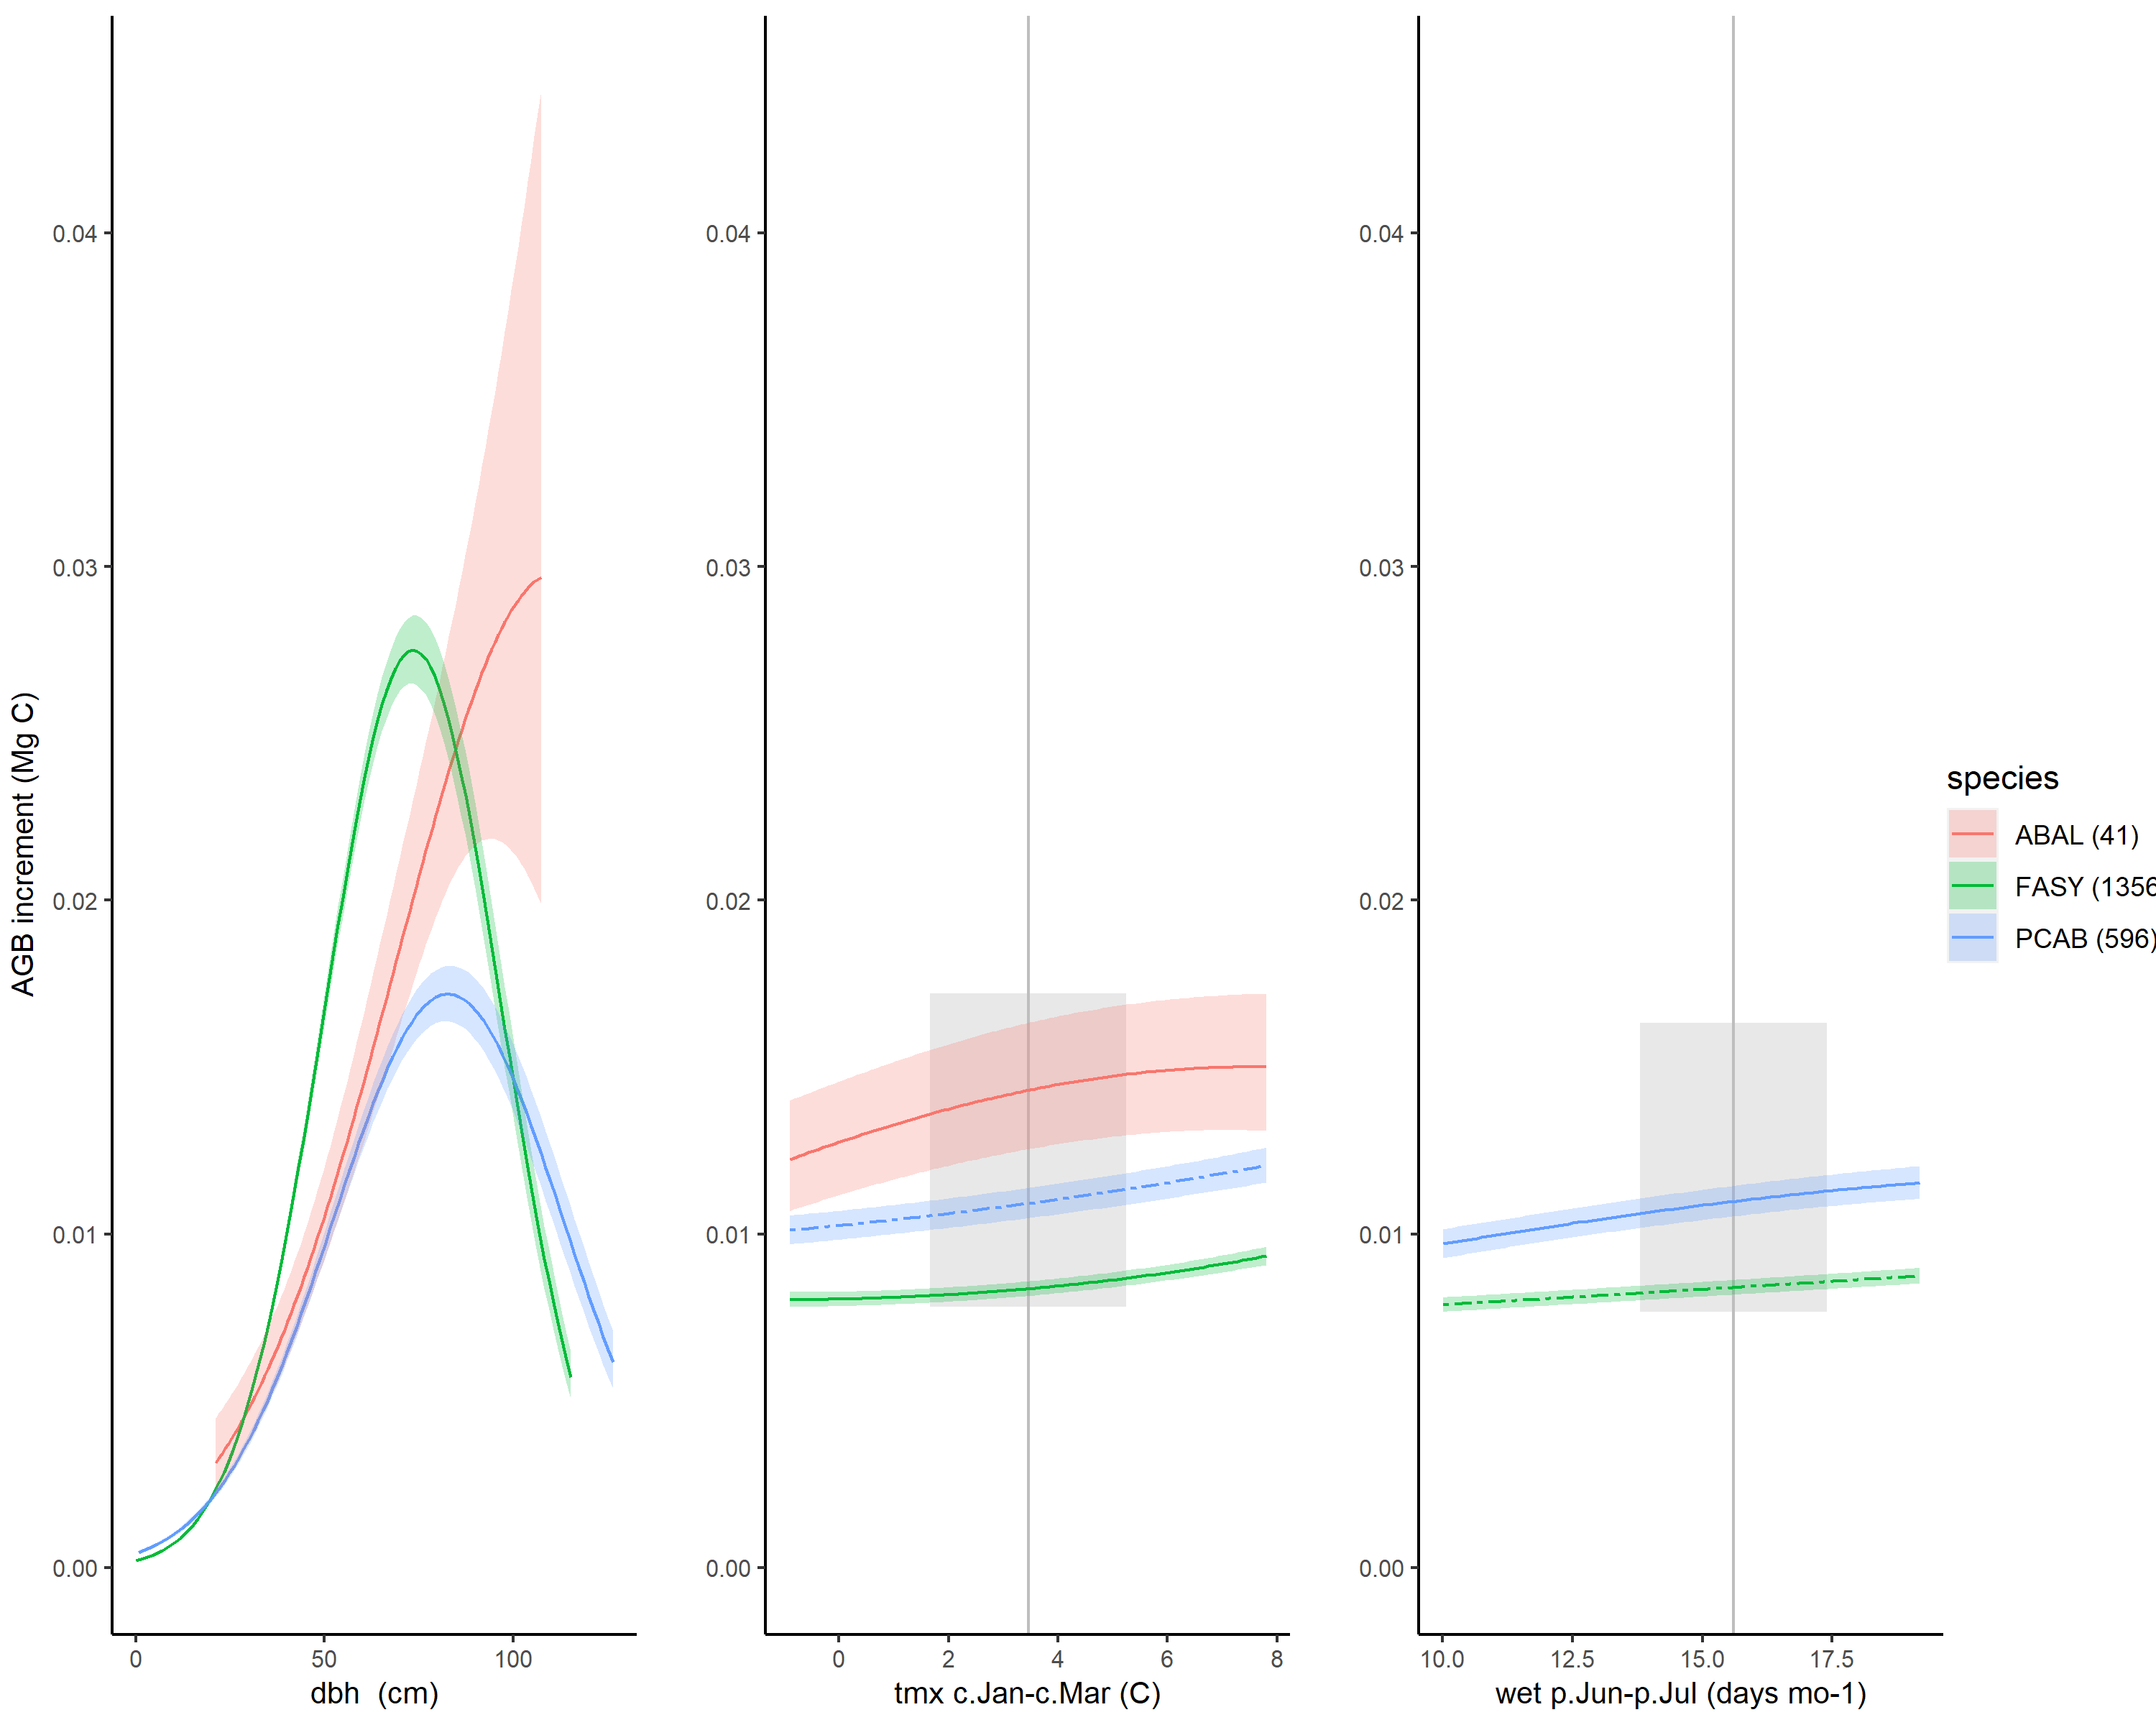 AGB increment (Mg C)
0.04
0.03
0.02
0.01
0.00
0 50 100
dbh  (cm)
0.04
0.03
0.02
0.01
0.00
0 2 4 6 8
tmx c.Jan-c.Mar (C)
0.04
0.03
0.02
0.01
0.00
10.0 12.5 15.0 17.5
wet p.Jun-p.Jul (days mo-1)
species
ABAL (41)
FASY (1356
PCAB (596)